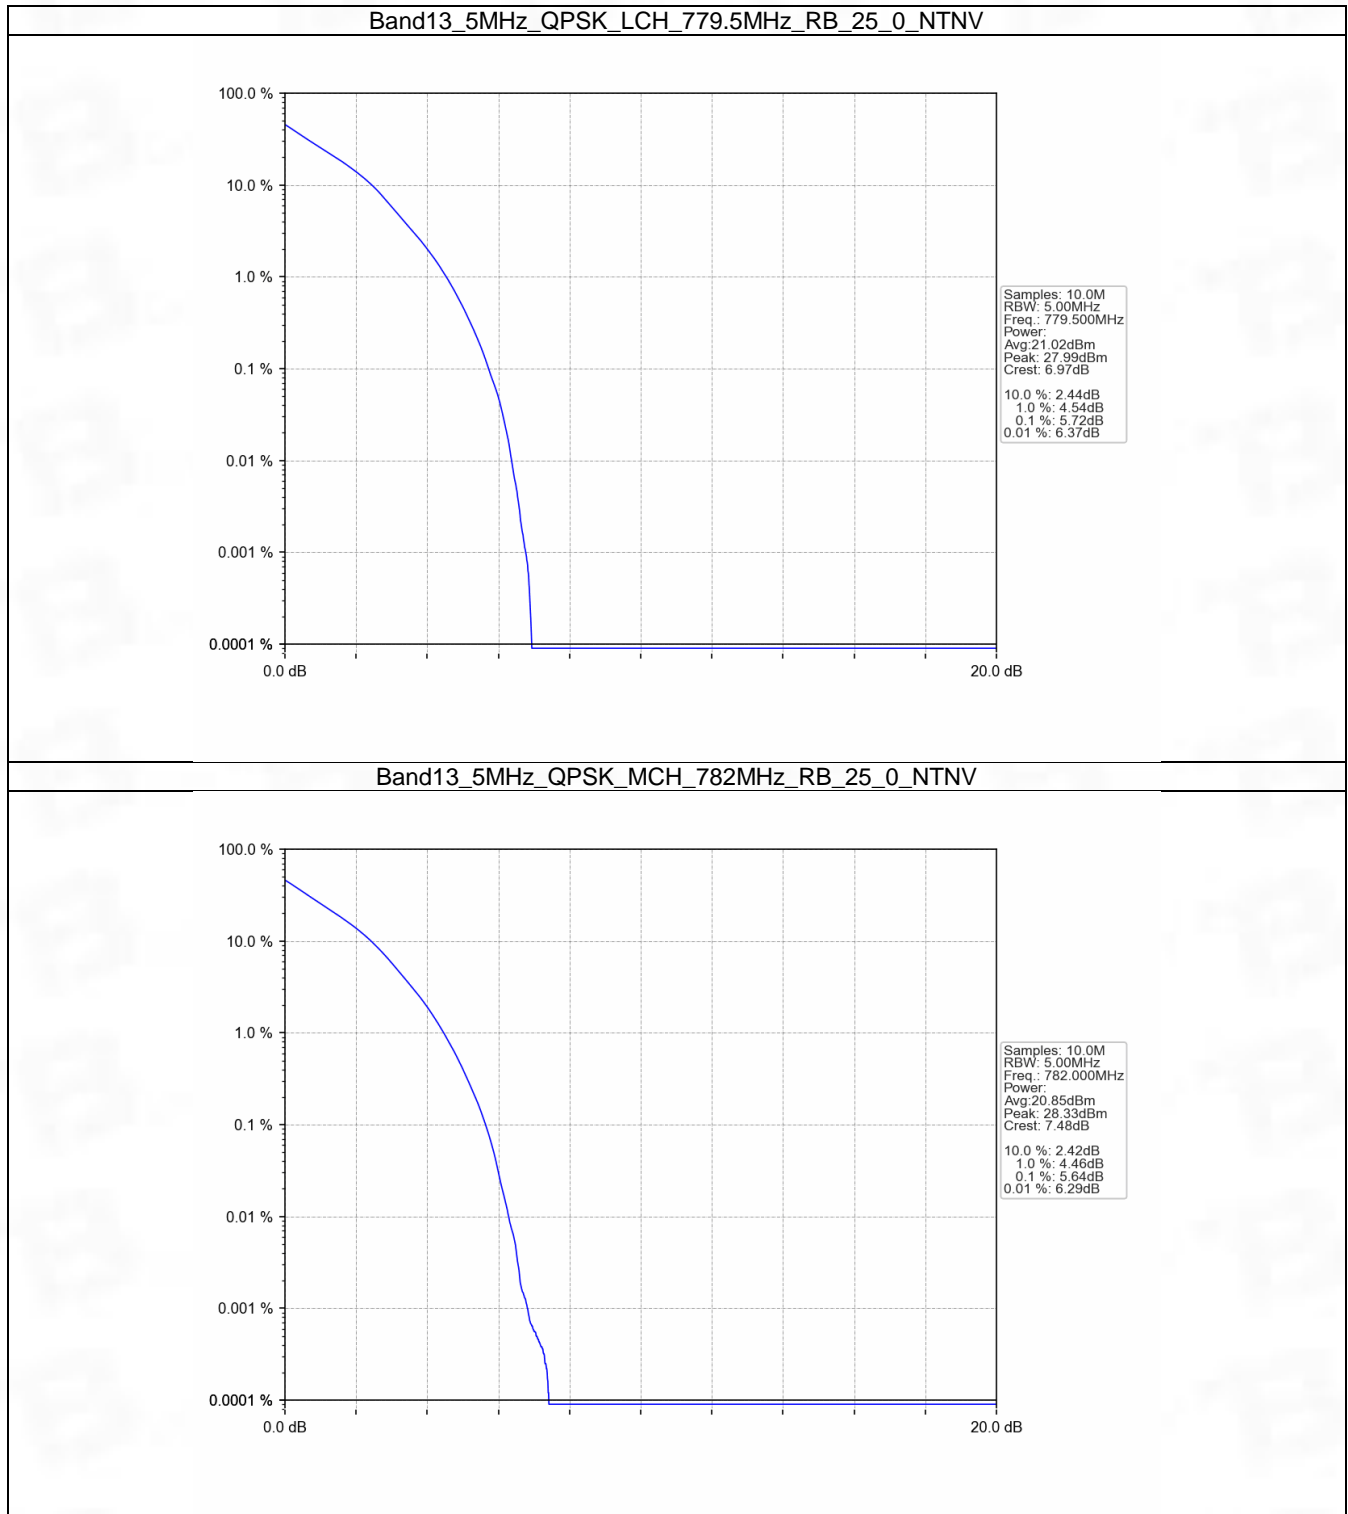 Band13_5MHz_QPSK_LCH_779.5MHz_RB_25_0_NTNV
100.0 %
10.0 %
1.0 %
0.1 %
0.01 %
0.001 %
0.0001 %
0.0 dB
20.0 dB
Samples: 10.0M
RBW: 5.00MHz
Freq.: 779.500MHz
Power:
Avg:21.02dBm
Peak: 27.99dBm
Crest: 6.97dB
10.0 %: 2.44dB
1.0 %: 4.54dB
0.1 %: 5.72dB
0.01 %: 6.37dB
Band13_5MHz_QPSK_MCH_782MHz_RB_25_0_NTNV
100.0 %
10.0 %
1.0 %
0.1 %
0.01 %
0.001 %
0.0001 %
0.0 dB
20.0 dB
Samples: 10.0M
RBW: 5.00MHz
Freq.: 782.000MHz
Power:
Avg:20.85dBm
Peak: 28.33dBm
Crest: 7.48dB
10.0 %: 2.42dB
1.0 %: 4.46dB
0.1 %: 5.64dB
0.01 %: 6.29dB